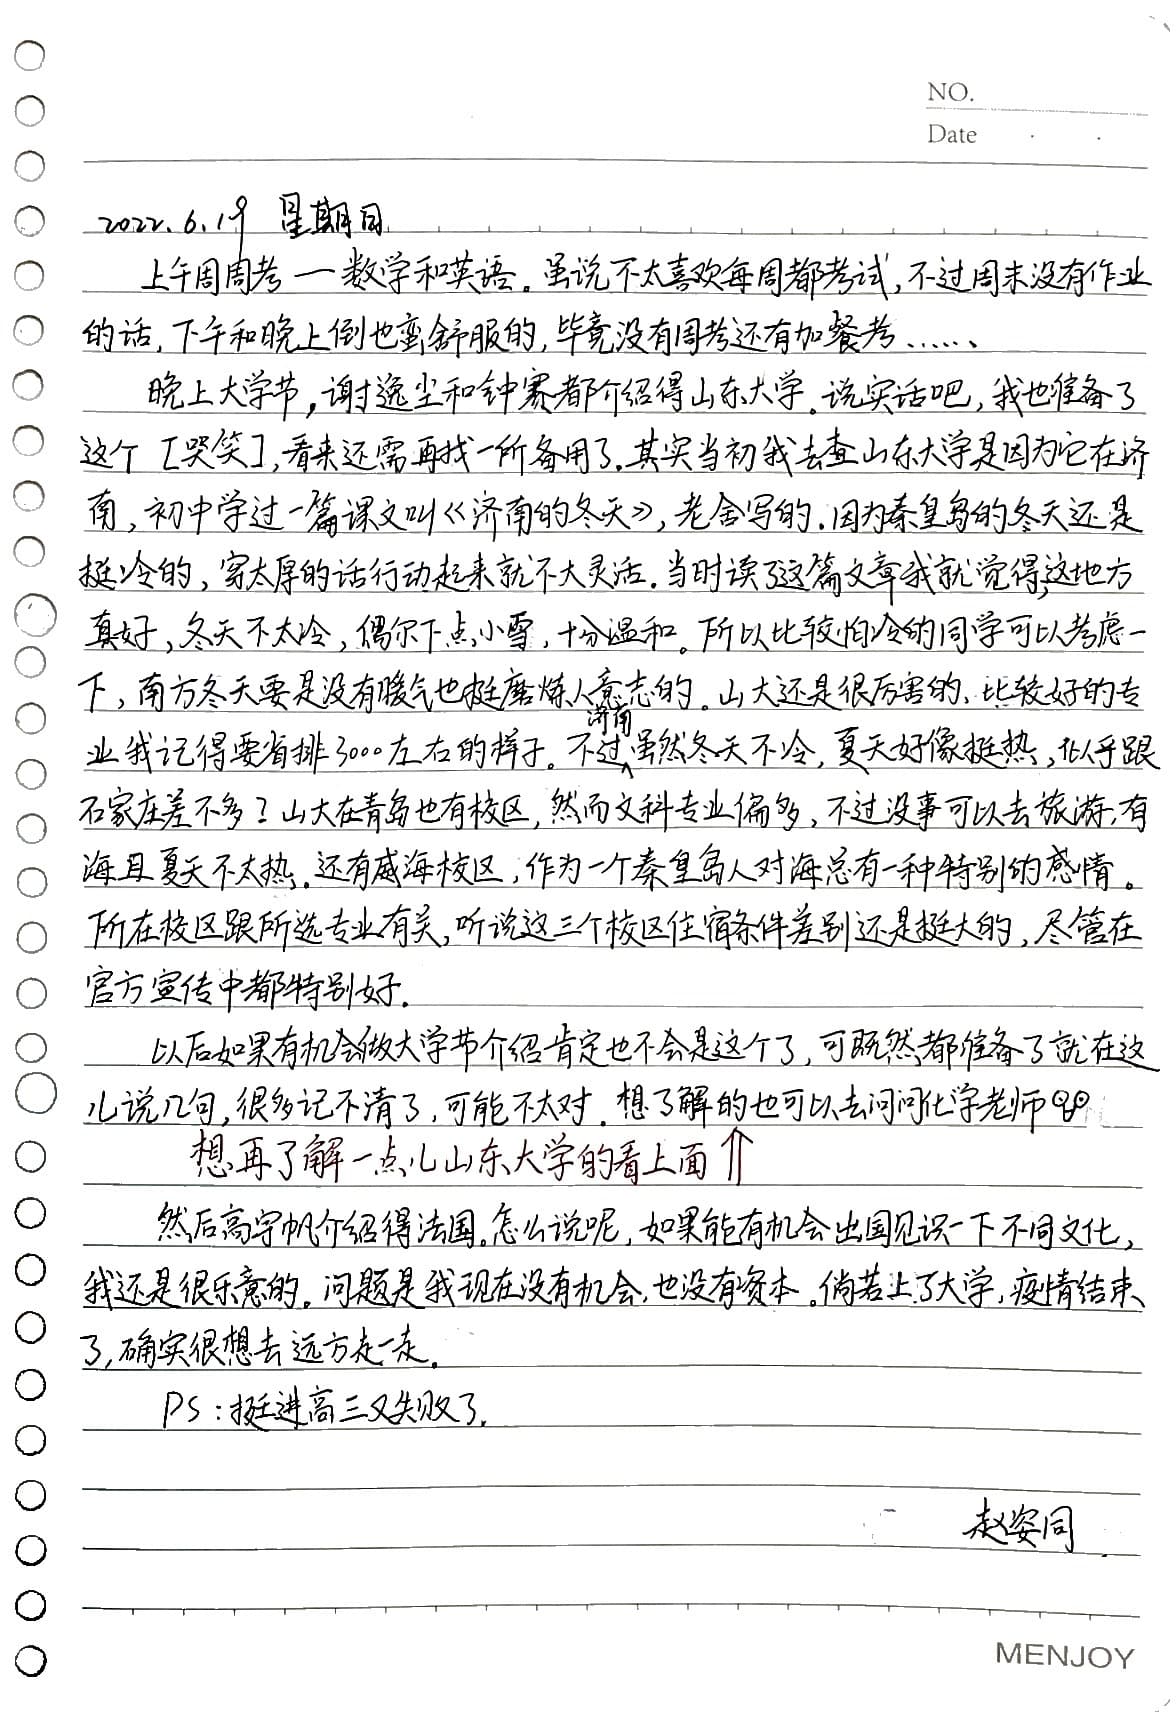 NO.
Date
2022.6.19 星期日
上午周周考一数学和英语。虽说不太喜欢每周都考试,不过周末没有作业
的话,下午和晚上倒也蛮舒服的,毕竟没有周考还有加餐考……
晚上大学节,谢逸尘和钟赛都介绍得山东大学。说实话吧,我也准备了
这个[哭笑],看来还需再找一所备用了。其实当初我去查山东大学是因为它在济
南,初中学过一篇课文叫《济南的冬天》,老舍写的.因为秦皇岛的冬天还是
挺冷的,穿太厚的话行动起来就不大灵活.当时读了这篇文章我就觉得,这地方
真好,冬天不太冷,偶尔下点小雪,十分温和。所以比较怕冷的同学可以考虑一
下,南方冬天要是没有暖气也挺磨炼人意志的。山大还是很厉害的,比较好的专
业我记得要省排3000左右的样子。不过济南虽然冬天不冷,夏天好像挺热,似乎跟
石家庄差不多?山大在青岛也有校区,然而文科专业偏多,不过没事可以去旅游,有
海且夏天不太热.还有威海校区,作为一个秦皇岛人对海总有一种特别的感情。
所在校区跟所选专业有关,听说这三个校区住宿条件差别还是挺大的,尽管在
官方宣传中都特别好.
以后如果有机会做大学节介绍肯定也不会是这个了,可既然都准备了就在这
儿说几句,很多记不清了,可能不太对.想了解的也可以去问问化学老师
想再了解一点儿山东大学的看上面⇑
然后高宇帆介绍得法国。怎么说呢,如果能有机会出国见识一下不同文化,
我还是很乐意的。问题是我现在没有机会,也没有资本。倘若上了大学,疫情结束
了,确实很想去远方走一走。
PS:挺进高三又失败了.
赵姿同
MENJOY